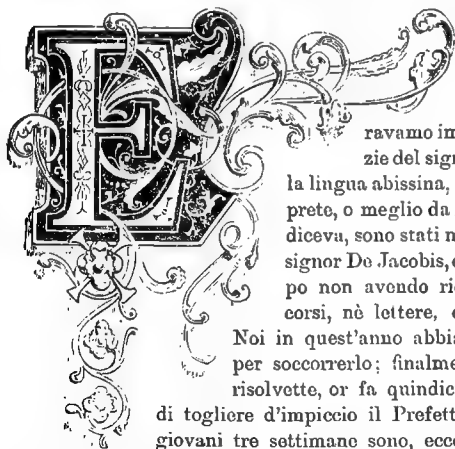 Eravamo im
zie del sign
la lingua abissina,
prete, o meglio da
diceva, sono stati m
signor De Jacobis, e
po non avendo ric
corsi, nè lettere, e
Noi in quest'anno abbia
per soccorrerlo; finalme
risolvette, or fa quindic
di togliere d'impiccio il Prefett
giovani tre settimane sono, ecc